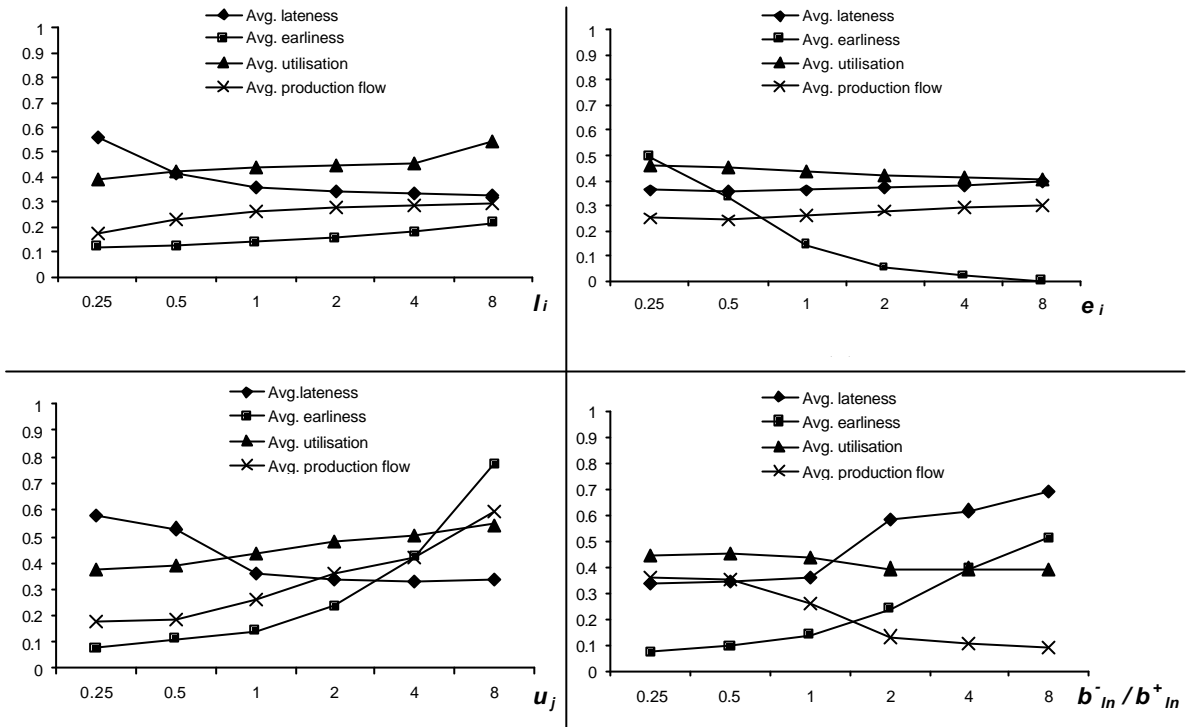 Avg. lateness
Avg. earliness
Avg. utilisation
Avg. production flow
1
0.9
0.8
0.7
0.6
0.5
0.4
0.3
0.2
0.1
0
0.25 0.5 1 2 4 8
l i
Avg. lateness
Avg. earliness
Avg. utilisation
Avg. production flow
1
0.9
0.8
0.7
0.6
0.5
0.4
0.3
0.2
0.1
0
0.25 0.5 1 2 4 8
e i
Avg.lateness
Avg. earliness
Avg. utilisation
Avg. production flow
1
0.9
0.8
0.7
0.6
0.5
0.4
0.3
0.2
0.1
0
0.25 0.5 1 2 4 8
u j
Avg. lateness
Avg. earliness
Avg. utilisation
Avg. production flow
1
0.9
0.8
0.7
0.6
0.5
0.4
0.3
0.2
0.1
0
0.25 0.5 1 2 4 8
b⁻ln / b⁺ln